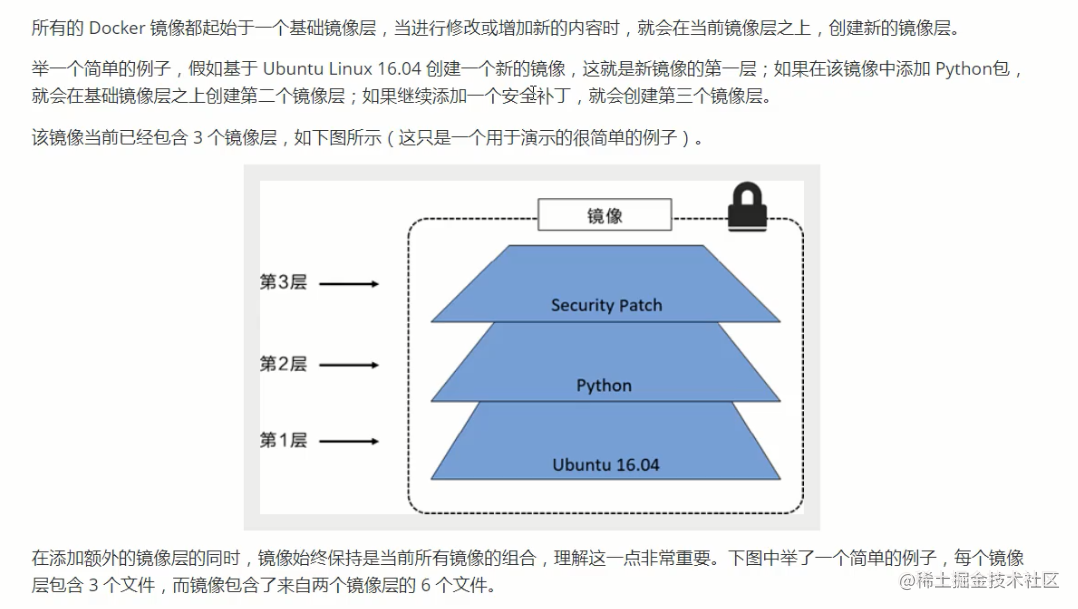 所有的 Docker 镜像都起始于一个基础镜像层，当进行修改或增加新的内容时，就会在当前镜像层之上，创建新的镜像层。
举一个简单的例子，假如基于 Ubuntu Linux 16.04 创建一个新的镜像，这就是新镜像的第一层；如果在该镜像中添加 Python包，
就会在基础镜像层之上创建第二个镜像层；如果继续添加一个安全补丁，就会创建第三个镜像层。
该镜像当前已经包含 3 个镜像层，如下图所示（这只是一个用于演示的很简单的例子）。
镜像
第3层
Security Patch
第2层
Python
第1层
Ubuntu 16.04
在添加额外的镜像层的同时，镜像始终保持是当前所有镜像的组合，理解这一点非常重要。下图中举了一个简单的例子，每个镜像
层包含 3 个文件，而镜像包含了来自两个镜像层的 6 个文件。
@稀土掘金技术社区